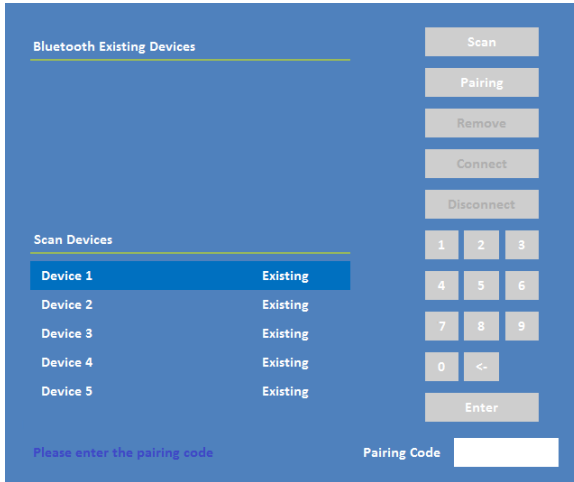 Bluetooth Existing Devices
Scan
Pairing
Remove
Connect
Disconnect
Scan Devices
1 2 3
Device 1 Existing
4 5 6
Device 2 Existing
Device 3 Existing
7 8 9
Device 4 Existing
0 <-
Device 5 Existing
Enter
Please enter the pairing code
Pairing Code